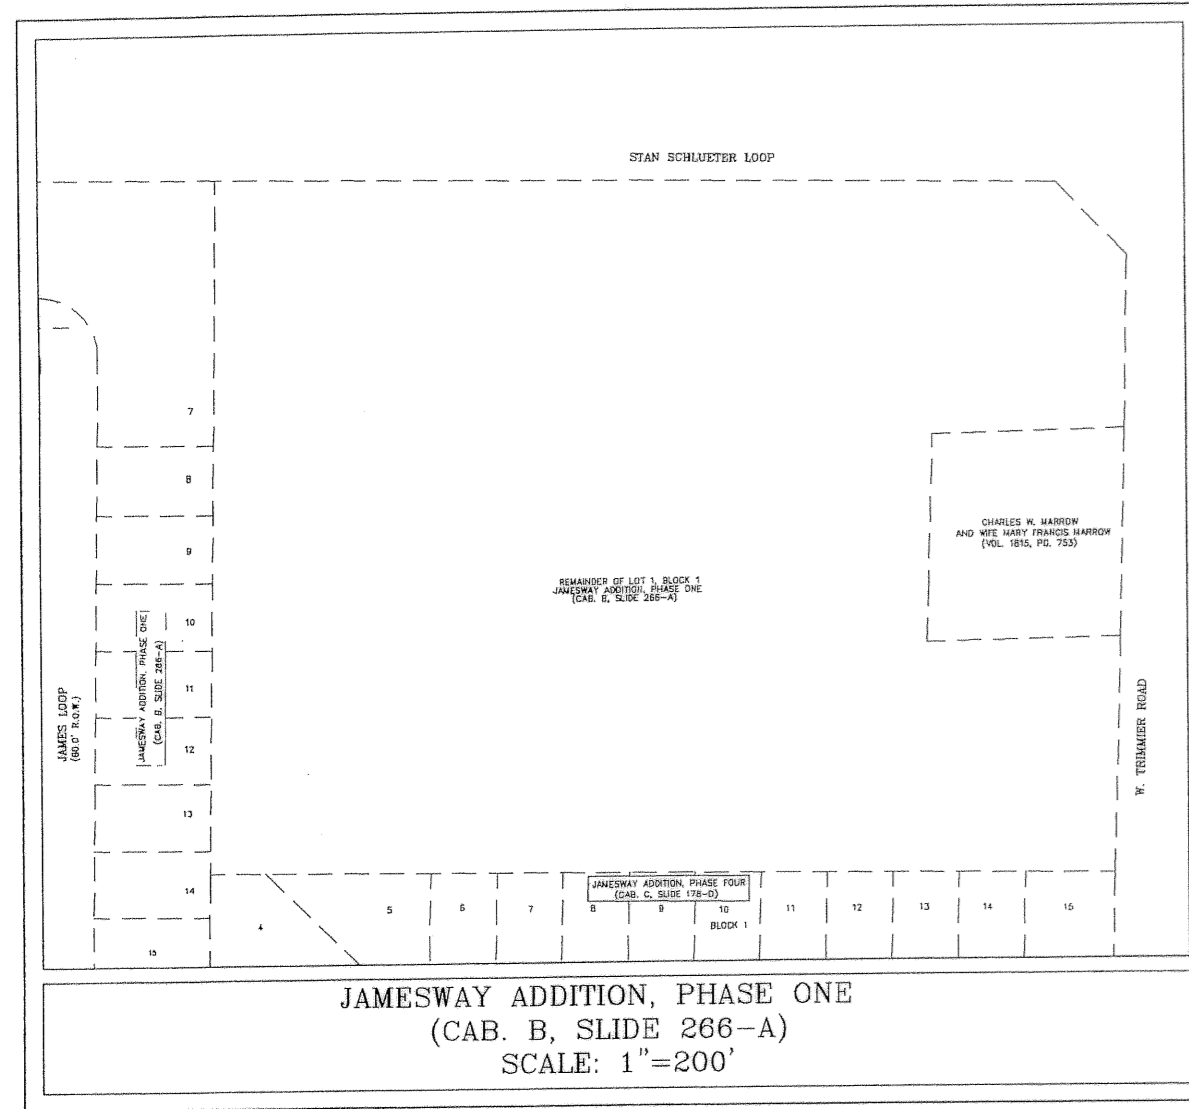 STAN SCHLUETER LOOP
7
8
9
10
11
12
13
14
15
JAMESWAY ADDITION, PHASE ONE
(CAB. B, SLIDE 266-A)
JAMES LOOP
(60.0' R.O.W.)
REMAINDER OF LOT 1, BLOCK 1
JAMESWAY ADDITION, PHASE ONE
(CAB. B, SLIDE 266-A)
CHARLES W. MARROW
AND WIFE MARY FRANCIS MARROW
(VOL. 1815, PG. 753)
W. TRIMMIER ROAD
JAMESWAY ADDITION, PHASE FOUR
(CAB. C, SLIDE 178-D)
4
5
6
7
8
9
10
11
12
13
14
15
BLOCK 1
JAMESWAY ADDITION, PHASE ONE
(CAB. B, SLIDE 266-A)
SCALE: 1"=200'